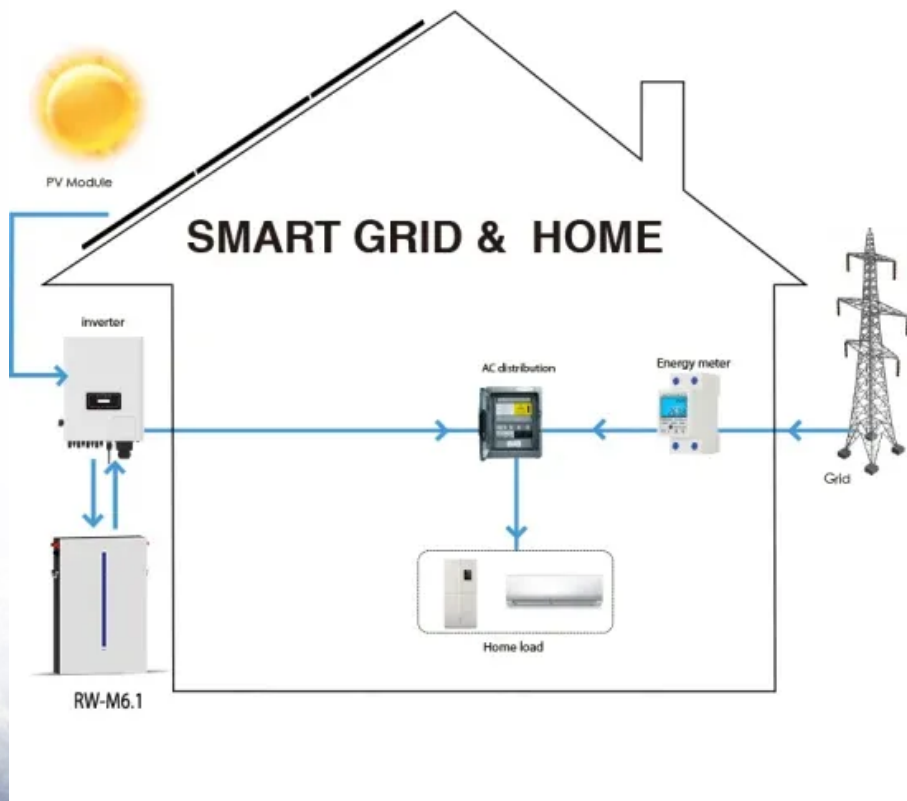 PV Module
SMART GRID & HOME
inverter
AC distribution
Energy meter
Grid
Home load
RW-M6.1